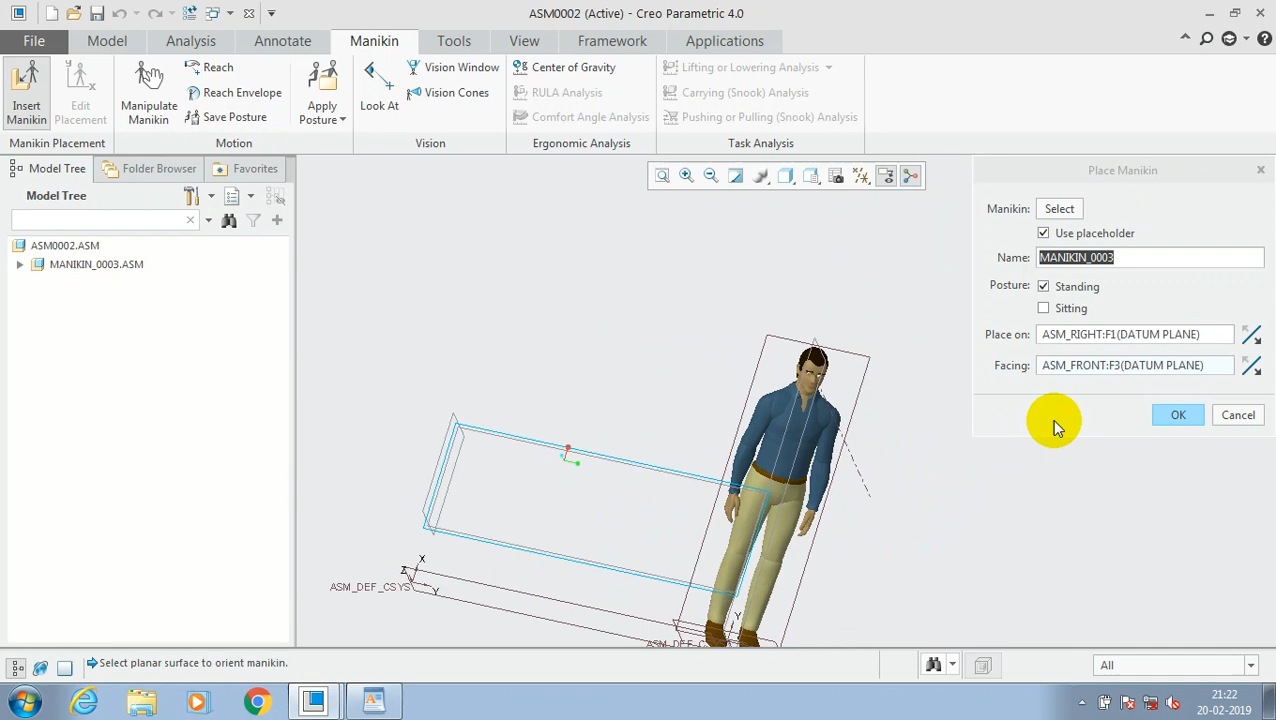 ASM0002 (Active) - Creo Parametric 4.0
File Model Analysis Annotate Manikin Tools View Framework Applications
Insert Manikin
Edit Placement
Manikin Placement
Manipulate Manikin
Reach
Reach Envelope
Save Posture
Apply Posture
Motion
Look At
Vision Window
Vision Cones
Vision
Center of Gravity
RULA Analysis
Comfort Angle Analysis
Ergonomic Analysis
Lifting or Lowering Analysis
Carrying (Snook) Analysis
Pushing or Pulling (Snook) Analysis
Task Analysis
Model Tree Folder Browser Favorites
Model Tree
ASM0002.ASM
MANIKIN_0003.ASM
Place Manikin
Manikin: Select
Use placeholder
Name: MANIKIN_0003
Posture: Standing
Sitting
Place on: ASM_RIGHT:F1(DATUM PLANE)
Facing: ASM_FRONT:F3(DATUM PLANE)
OK Cancel
X
Z
Y
ASM_DEF_CSYS
Y
Select planar surface to orient manikin.
All
21:22
20-02-2019